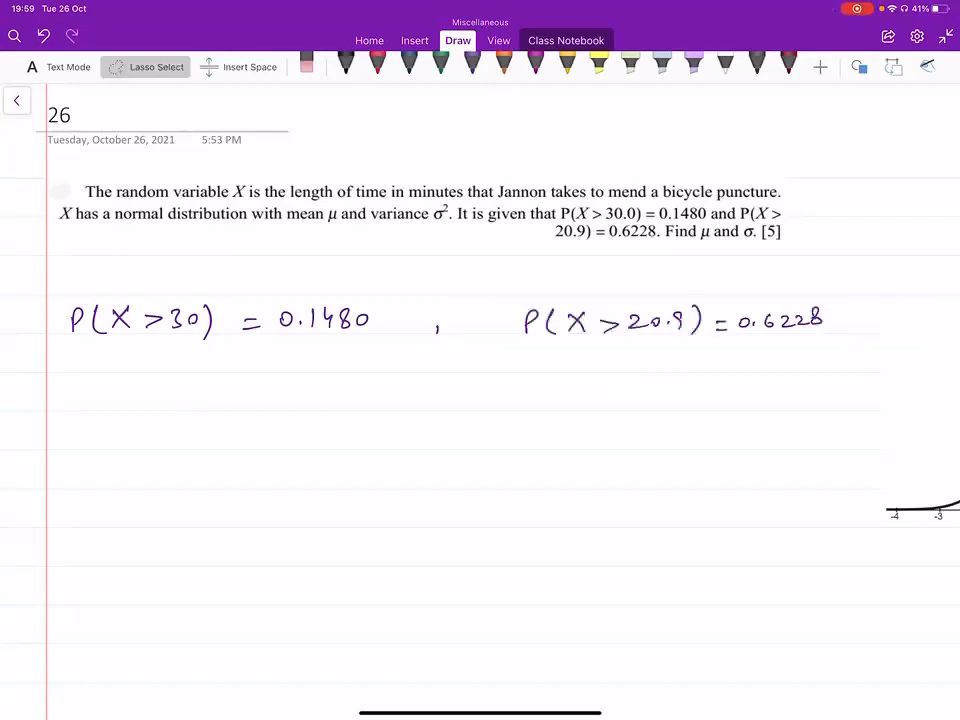 19:59 Tue 26 Oct
41%
Miscellaneous
Home Insert Draw View Class Notebook
A Text Mode Lasso Select Insert Space
26
Tuesday, October 26, 2021 5:53 PM
The random variable X is the length of time in minutes that Jannon takes to mend a bicycle puncture.
X has a normal distribution with mean μ and variance σ². It is given that P(X > 30.0) = 0.1480 and P(X >
20.9) = 0.6228. Find μ and σ. [5]
P(X > 30) = 0.1480 , P(X > 20.9) = 0.6228
-4 -3